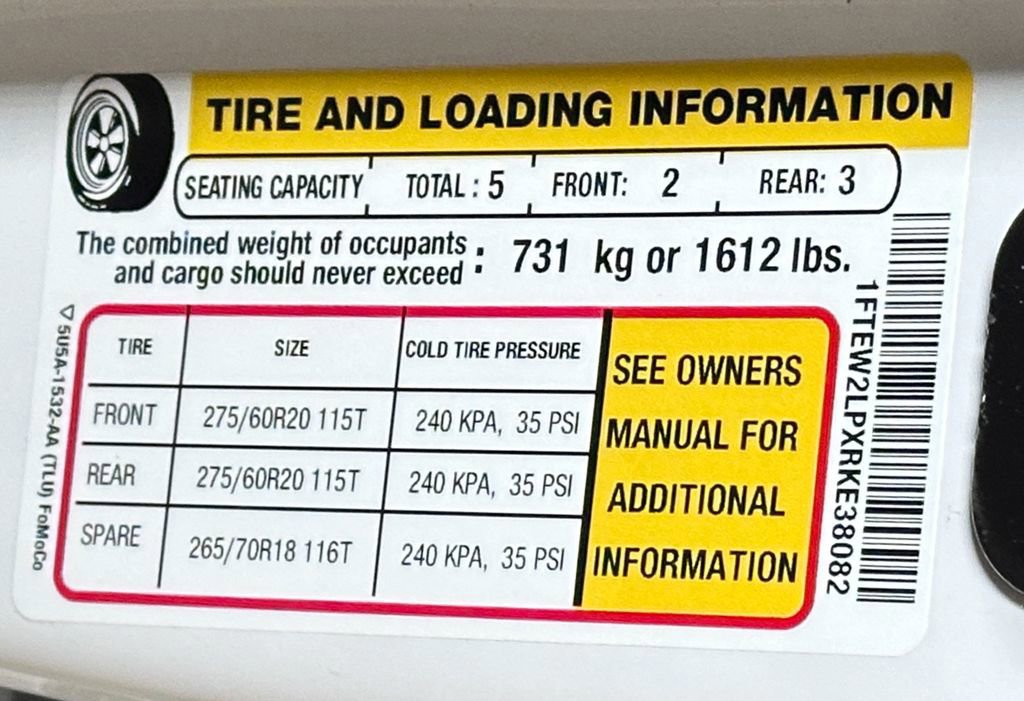 TIRE AND LOADING INFORMATION
SEATING CAPACITY TOTAL : 5 FRONT: 2 REAR: 3
The combined weight of occupants
and cargo should never exceed : 731 kg or 1612 lbs.
TIRE SIZE COLD TIRE PRESSURE
FRONT 275/60R20 115T 240 KPA, 35 PSI
REAR 275/60R20 115T 240 KPA, 35 PSI
SPARE 265/70R18 116T 240 KPA, 35 PSI
SEE OWNERS
MANUAL FOR
ADDITIONAL
INFORMATION
1FTEW2LPXRKE38082
5U5A-1532-AA (TLU) FoMoCo